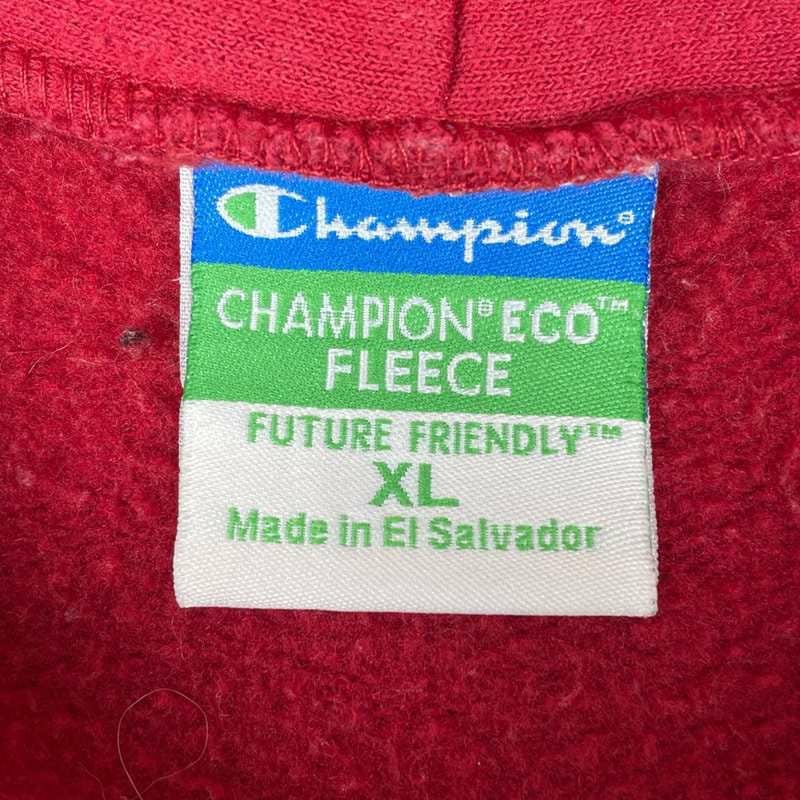 Champion®
CHAMPION® ECO™
FLEECE
FUTURE FRIENDLY™
XL
Made in El Salvador